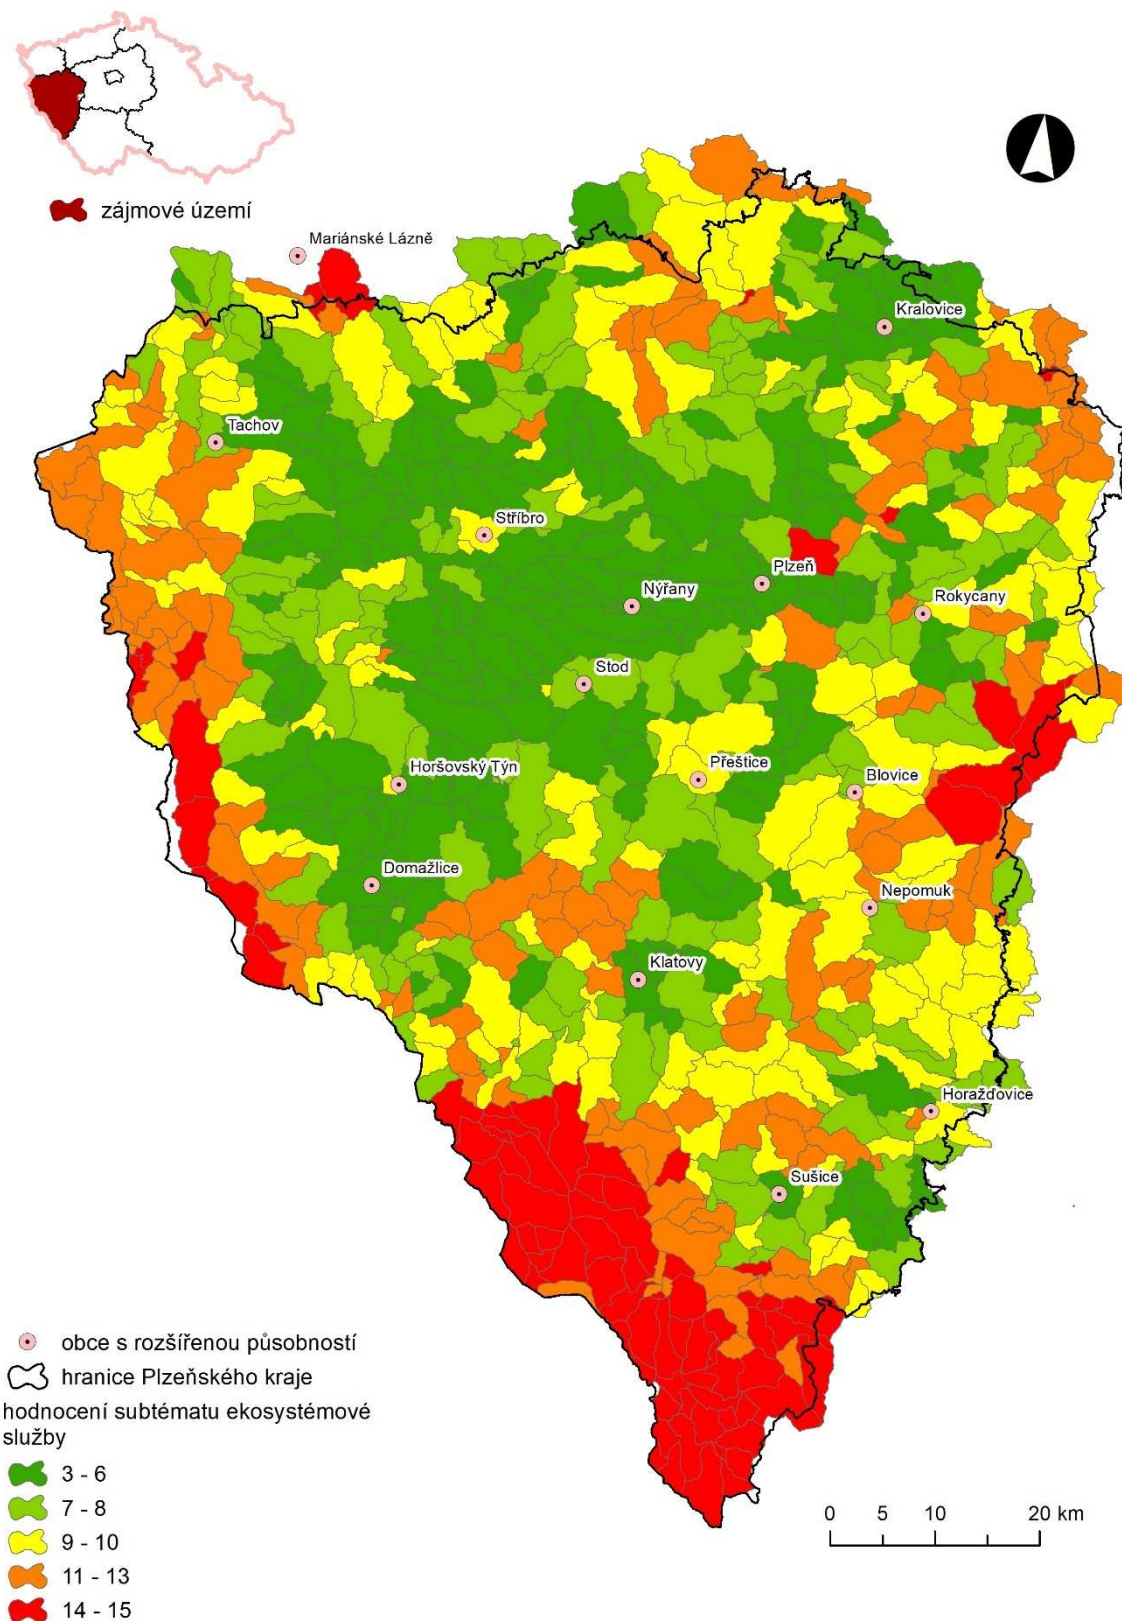 zájmové území
Mariánské Lázně
Kralovice
Tachov
Stříbro
Plzeň
Nýřany
Rokycany
Stod
Horšovský Týn
Přeštice
Blovice
Domažlice
Nepomuk
Klatovy
Horažďovice
Sušice
obce s rozšířenou působností
hranice Plzeňského kraje
hodnocení subtématu ekosystémové
služby
3 - 6
7 - 8
9 - 10
11 - 13
14 - 15
0 5 10 20 km